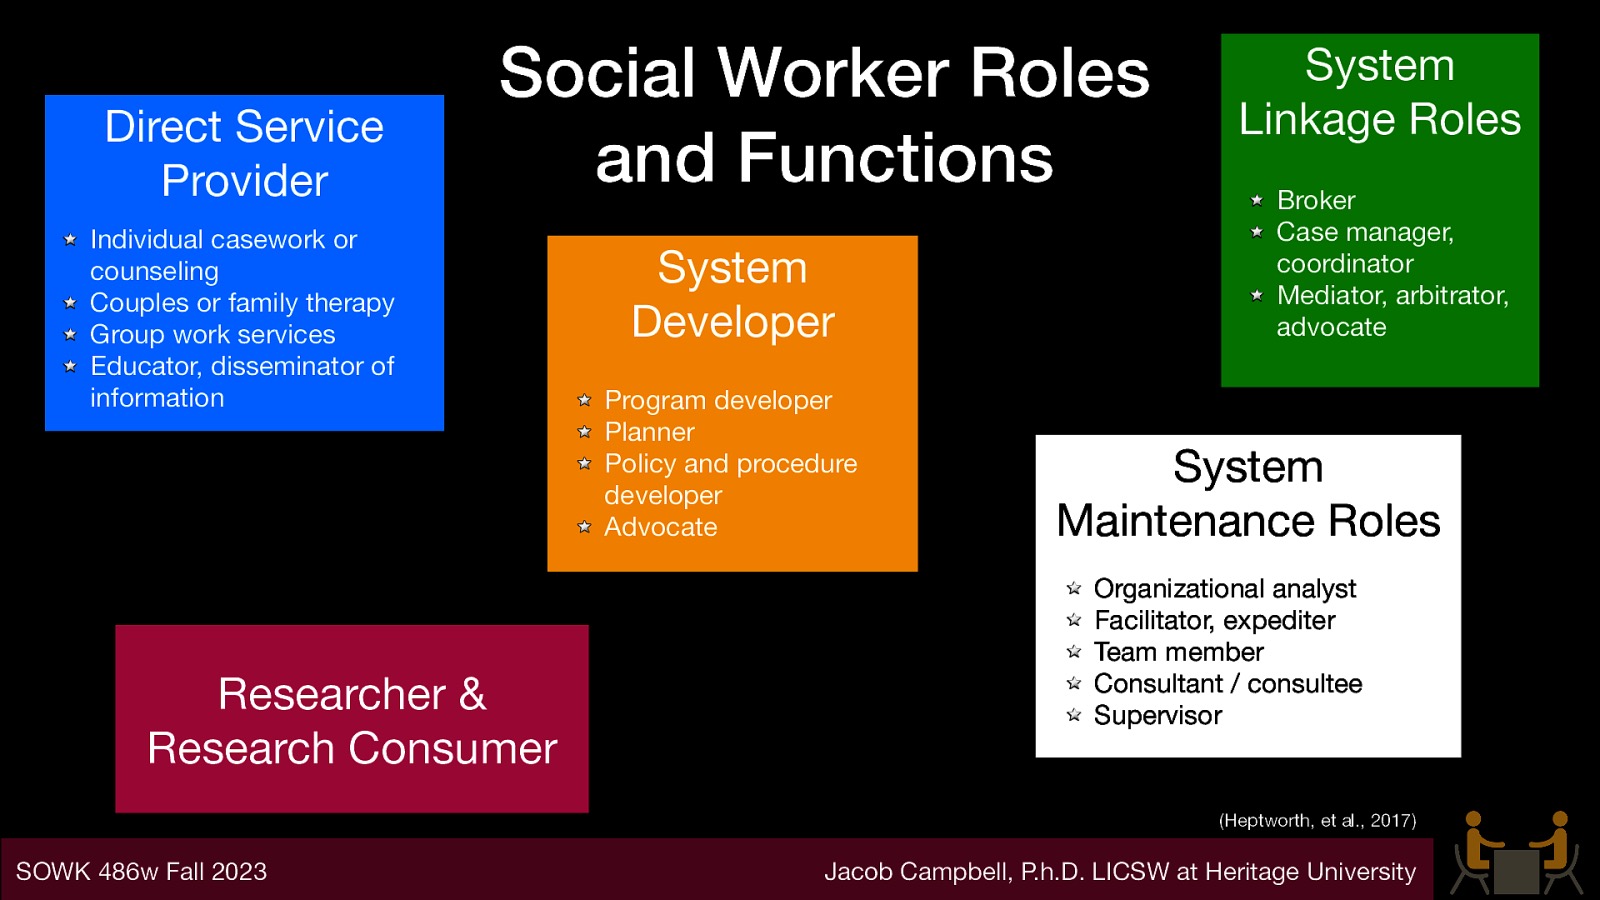 Social Worker Roles
and Functions
Direct Service
Provider
Individual casework or
counseling
Couples or family therapy
Group work services
Educator, disseminator of
information
System
Developer
Program developer
Planner
Policy and procedure
developer
Advocate
System
Linkage Roles
Broker
Case manager,
coordinator
Mediator, arbitrator,
advocate
System
Maintenance Roles
Organizational analyst
Facilitator, expediter
Team member
Consultant / consultee
Supervisor
Researcher &
Research Consumer
(Heptworth, et al., 2017)
SOWK 486w Fall 2023
Jacob Campbell, P.h.D. LICSW at Heritage University